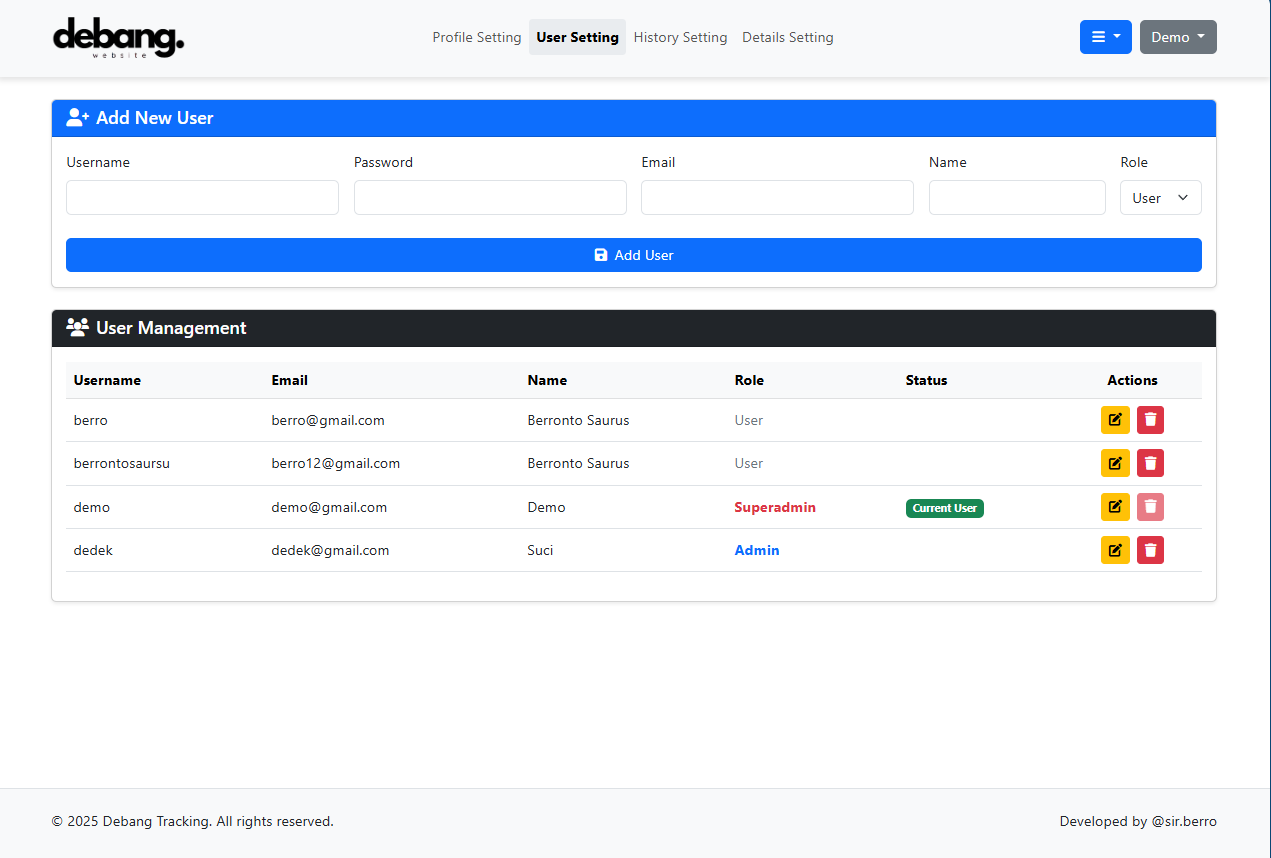 debang.
website
Profile Setting User Setting History Setting Details Setting
Demo
Add New User
Username Password Email Name Role
User
Add User
User Management
Username Email Name Role Status Actions
berro berro@gmail.com Berronto Saurus User
berrontosaursu berro12@gmail.com Berronto Saurus User
demo demo@gmail.com Demo Superadmin Current User
dedek dedek@gmail.com Suci Admin
© 2025 Debang Tracking. All rights reserved. Developed by @sir.berro